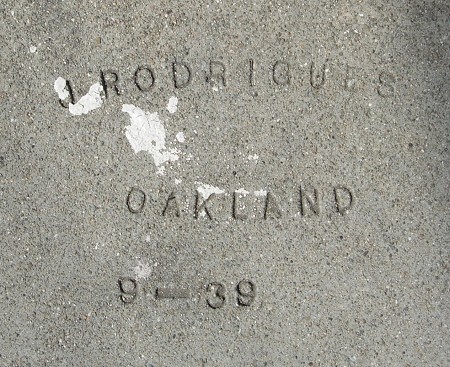 J RODRIGUES
OAKLAND
9-39